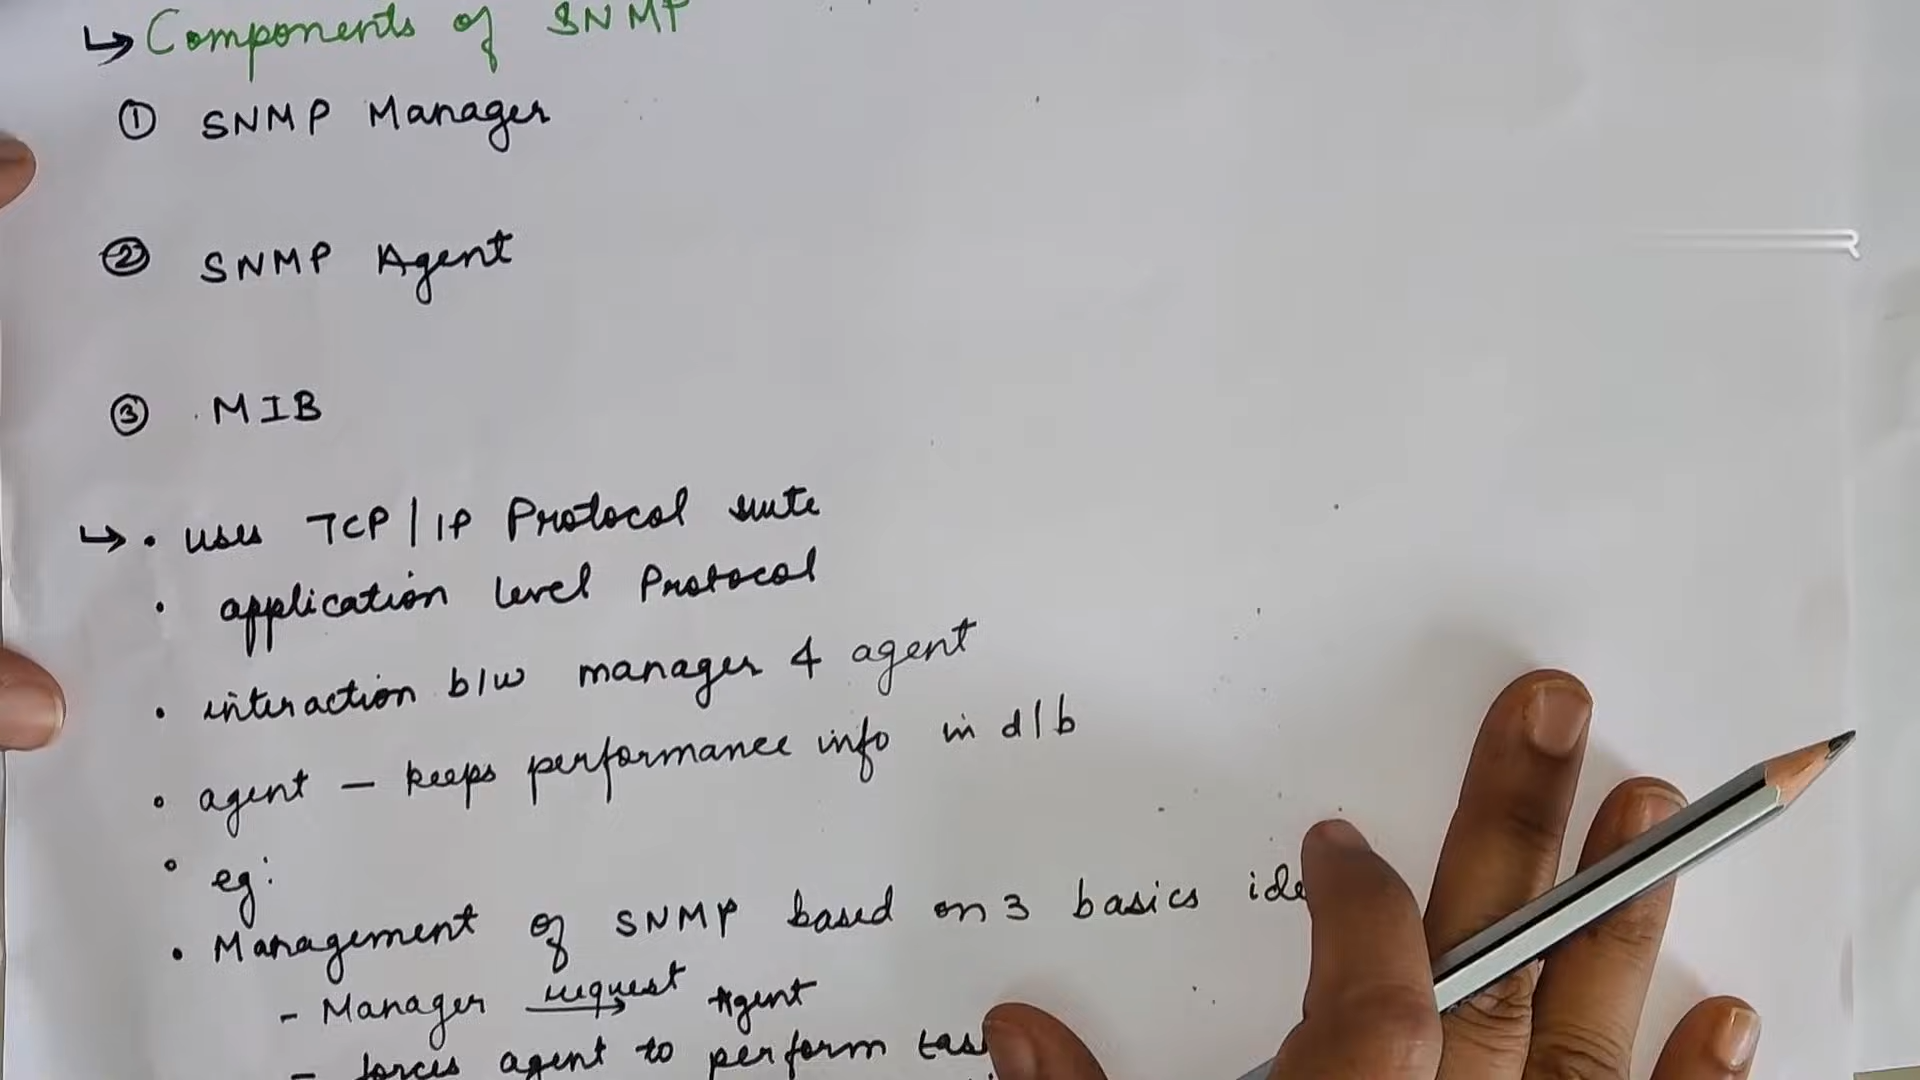 ↳ Components of SNMP
① SNMP Manager
② SNMP Agent
③ MIB
↳ • uses TCP/IP Protocol suite
• application level Protocol
• interaction b/w manager & agent
• agent – keeps performance info in d/b
• eg:
• Management of SNMP based on 3 basics
- Manager request → Agent
- forces agent to perform